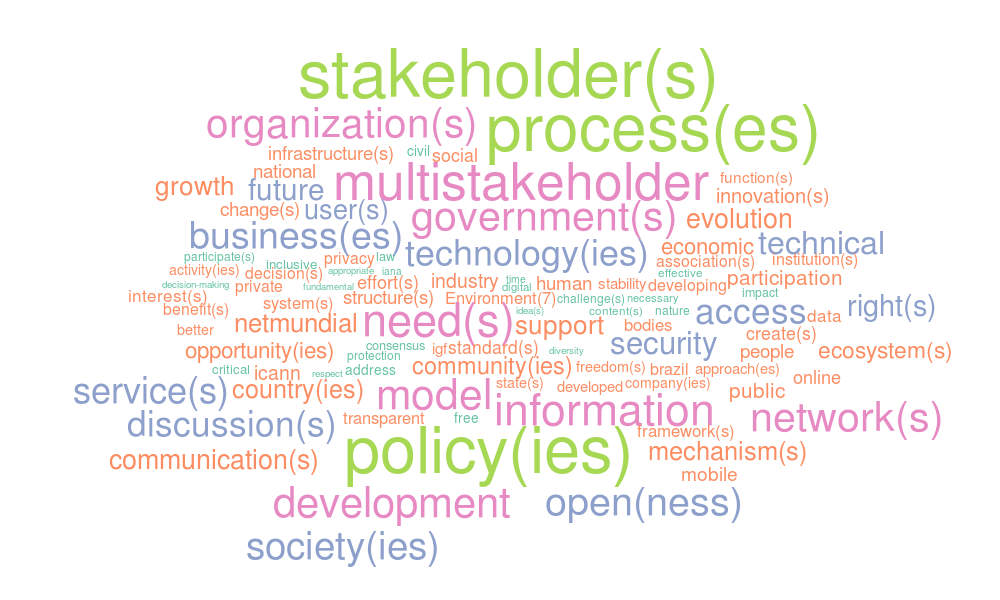 stakeholder(s)
organization(s) process(es)
infrastructure(s) civil social
national multistakeholder function(s)
growth future innovation(s)
change(s) user(s) government(s) evolution
business(es) technology(ies) economic technical
participate(s) inclusive privacy law association(s) institution(s)
activity(ies) decision(s) appropriate iana effective
decision-making private fundamental effort(s) industry time digital human stability developing participation
interest(s) structure(s) Environment(7) challenge(s) necessary impact
benefit(s) system(s) need(s) idea(s) content(s) nature access data right(s)
better netmundial support bodies create(s)
opportunity(ies) consensus igf standard(s) diversity security people ecosystem(s)
protection
critical icann respect address community(ies) freedom(s) brazil approach(es) online
service(s) country(ies) model state(s) developed company(ies) public
discussion(s) transparent free information network(s)
communication(s) policy(ies) framework(s) mechanism(s)
mobile
development open(ness)
society(ies)